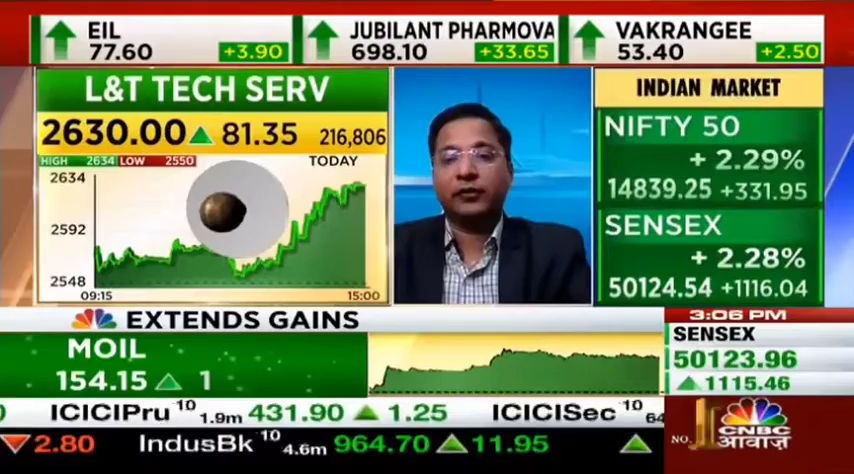 EIL
77.60 +3.90
JUBILANT PHARMOVA
698.10 +33.65
VAKRANGEE
53.40 +2.50
L&T TECH SERV
2630.00 81.35 216,806
HIGH 2634 LOW 2550 TODAY
2634
2592
2548
09:15 15:00
INDIAN MARKET
NIFTY 50
+ 2.29%
14839.25 +331.95
SENSEX
+ 2.28%
50124.54 +1116.04
EXTENDS GAINS
MOIL
154.15 1
3:06 PM
SENSEX
50123.96
1115.46
0 ICICIPru 10 1.9m 431.90 1.25 ICICISec 10 64
2.80 IndusBk 10 4.6m 964.70 11.95
NO. 1 CNBC
आवाज़